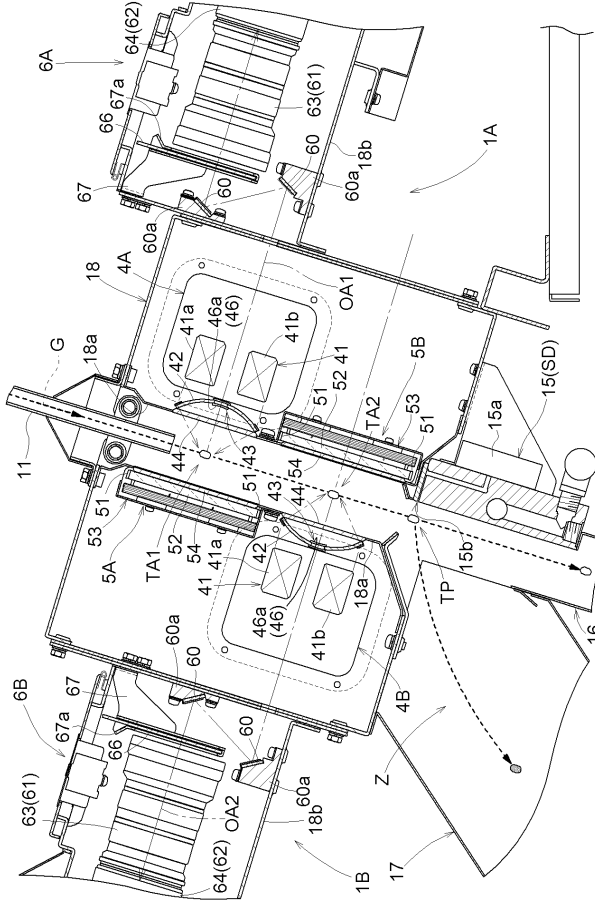 64(62)
6A
67a
66
67
60a
60
63(61)
60
60a
18b
1A
4A
18
OA1
46a
(46)
41a
41b
41
42
44
43
G
18a
11
51
52
5B
TA2
53
51
54
15(SD)
15a
15b
TP
51
53
5A
TA1
52
54
51
43
44
42
41a
41
46a
(46)
41b
18a
4B
16
Z
17
6B
67
67a
66
60a
60
60
60a
63(61)
OA2
64(62)
18b
1B